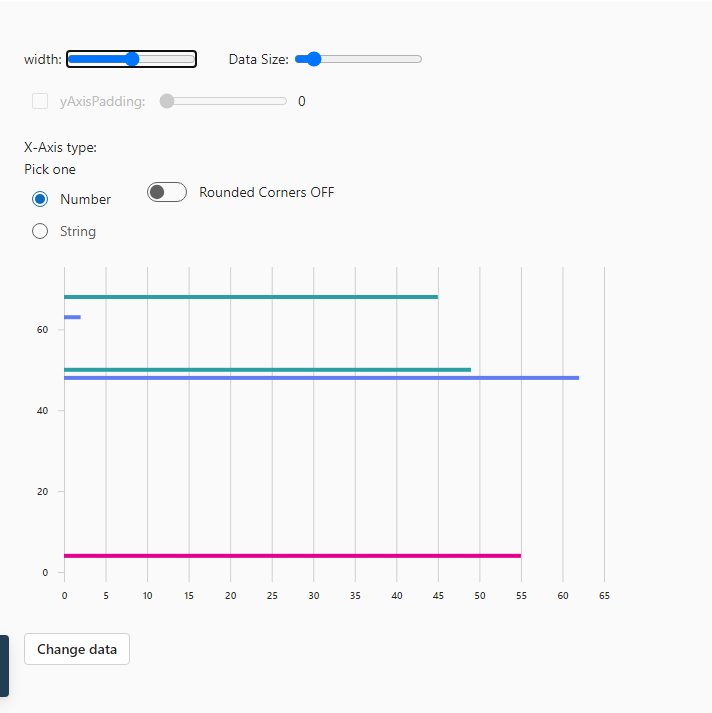 width: Data Size:
yAxisPadding: 0
X-Axis type:
Pick one
Number Rounded Corners OFF
String
60
40
20
0
0 5 10 15 20 25 30 35 40 45 50 55 60 65
Change data